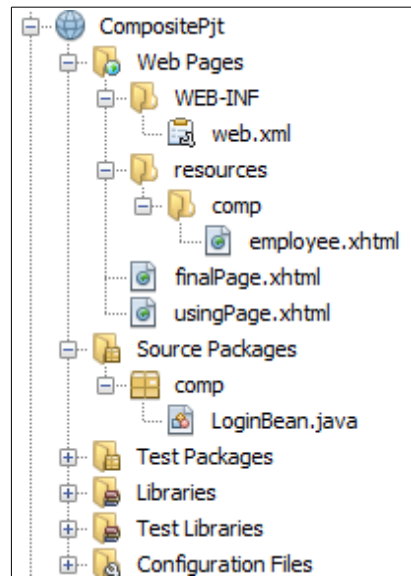 CompositePjt
Web Pages
WEB-INF
web.xml
resources
comp
employee.xhtml
finalPage.xhtml
usingPage.xhtml
Source Packages
comp
LoginBean.java
Test Packages
Libraries
Test Libraries
Configuration Files